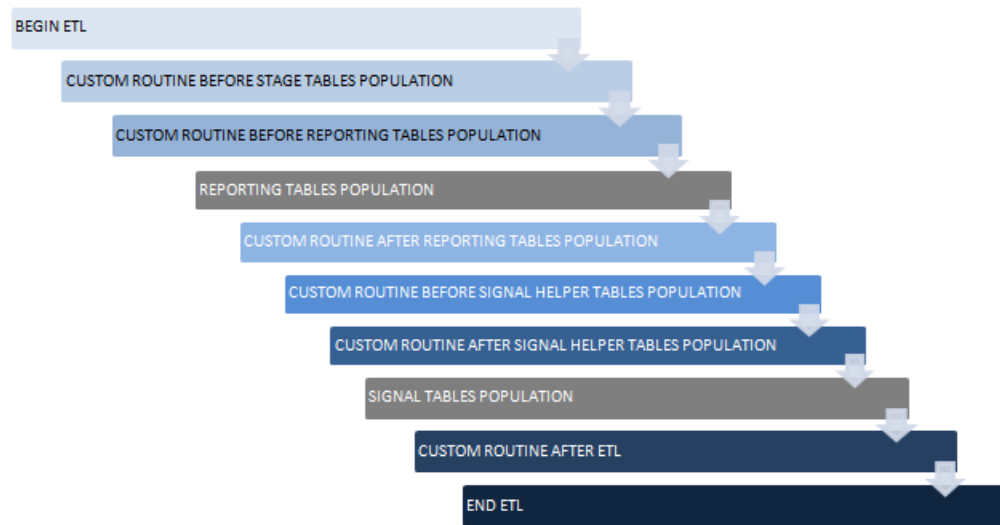 BEGIN ETL
CUSTOM ROUTINE BEFORE STAGE TABLES POPULATION
CUSTOM ROUTINE BEFORE REPORTING TABLES POPULATION
REPORTING TABLES POPULATION
CUSTOM ROUTINE AFTER REPORTING TABLES POPULATION
CUSTOM ROUTINE BEFORE SIGNAL HELPER TABLES POPULATION
CUSTOM ROUTINE AFTER SIGNAL HELPER TABLES POPULATION
SIGNAL TABLES POPULATION
CUSTOM ROUTINE AFTER ETL
END ETL